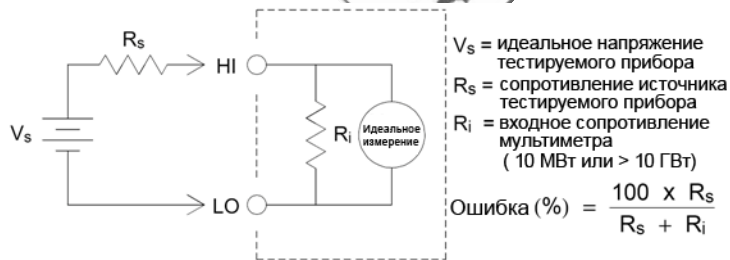 Rs
HI
Vs
Ri
Идеальное
измерение
LO
Vs = идеальное напряжение
тестируемого прибора
Rs = сопротивление источника
тестируемого прибора
Ri = входное сопротивление
мультиметра
( 10 МВт или > 10 ГВт)
Ошибка (%) = 100 x Rs
Rs + Ri